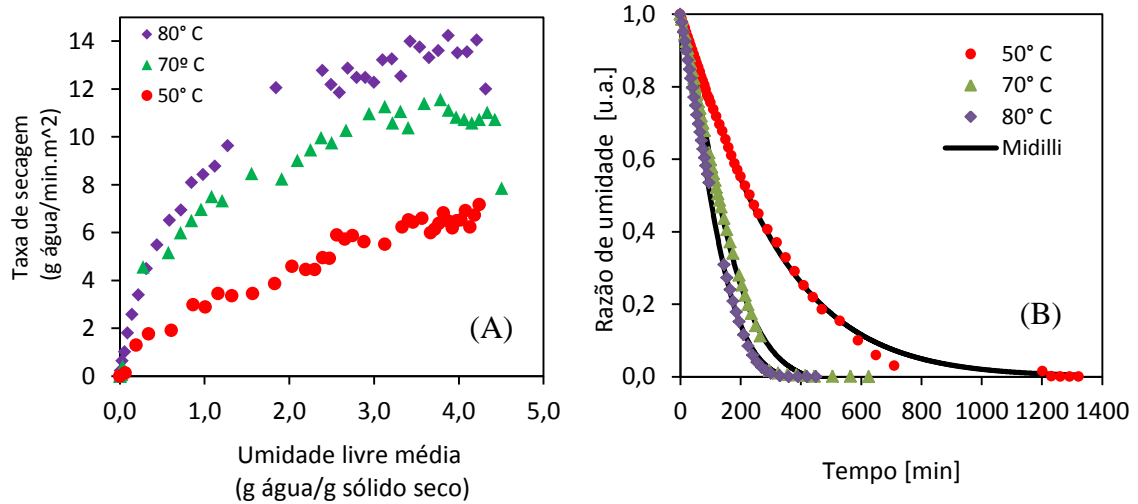 Taxa de secagem
(g água/min.m^2)
14
12
10
8
6
4
2
0
80° C
70º C
50° C
(A)
0,0
1,0
2,0
3,0
4,0
5,0
Umidade livre média
(g água/g sólido seco)
Razão de umidade [u.a.]
1,0
0,8
0,6
0,4
0,2
0,0
(B)
50° C
70° C
80° C
Midilli
(B)
0
200
400
600
800
1000
1200
1400
Tempo [min]